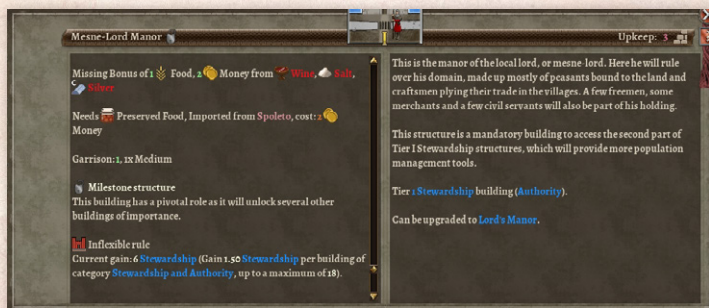 Mesne-Lord Manor
Upkeep: 3
Missing Bonus of 1 Food, 2 Money from Wine, Salt,
Silver
Needs Preserved Food, Imported from Spoleto, cost: 2
Money
Garrison: 1, 1x Medium
Milestone structure
This building has a pivotal role as it will unlock several other
buildings of importance.
Inflexible rule
Current gain: 6 Stewardship (Gain 1.50 Stewardship per building of
category Stewardship and Authority, up to a maximum of 18).
This is the manor of the local lord, or mesne-lord. Here he will rule
over his domain, made up mostly of peasants bound to the land and
craftsmen plying their trade in the villages. A few freemen, some
merchants and a few civil servants will also be part of his holding.
This structure is a mandatory building to access the second part of
Tier I Stewardship structures, which will provide more population
management tools.
Tier 1 Stewardship building (Authority).
Can be upgraded to Lord's Manor.